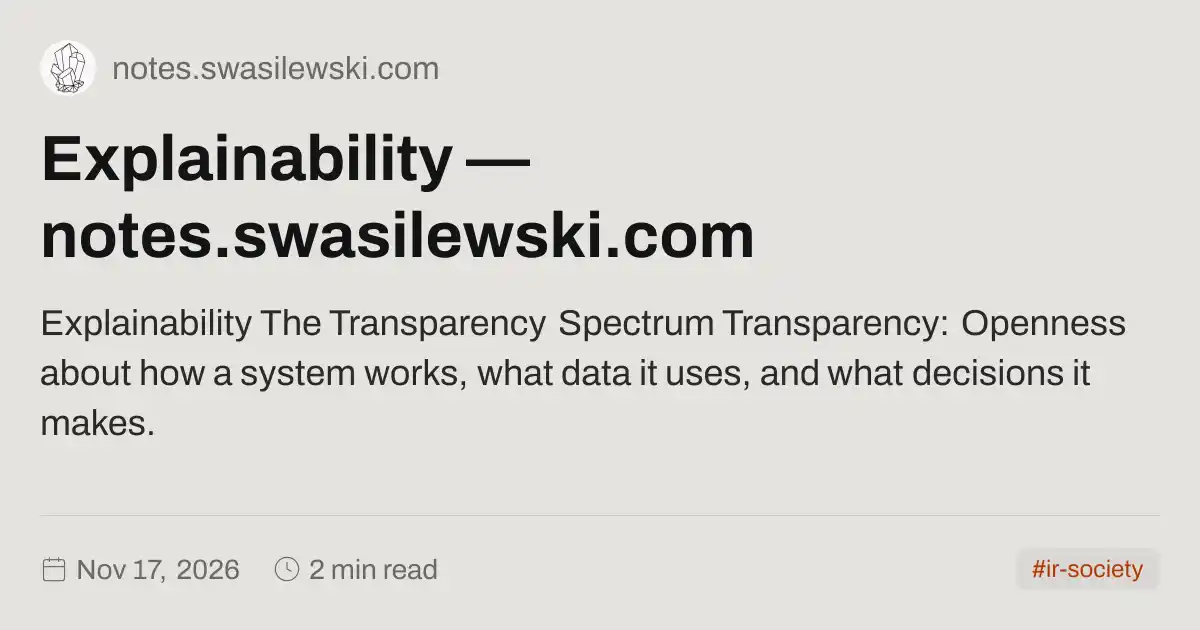 notes.swasilewski.com
Explainability —
notes.swasilewski.com
Explainability The Transparency Spectrum Transparency: Openness
about how a system works, what data it uses, and what decisions it
makes.
Nov 17, 2026
2 min read
#ir-society